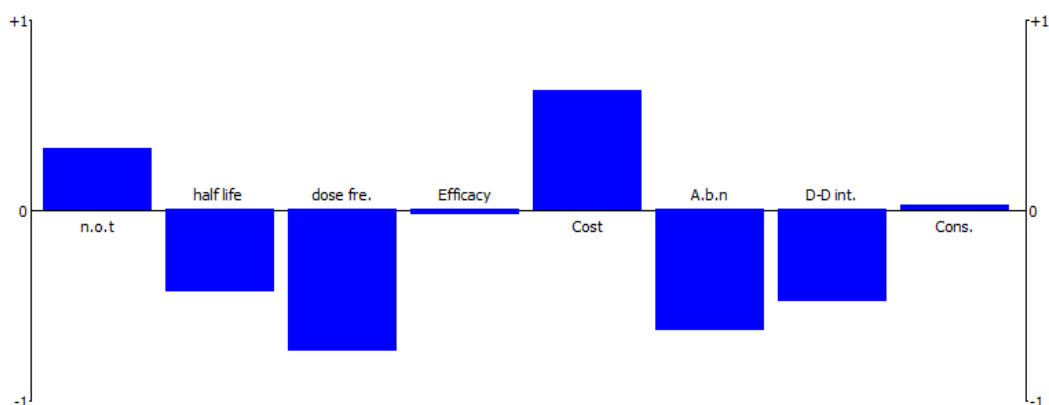 +1
+1
half life
dose fre.
Efficacy
A.b.n
D-D int.
0
0
n.o.t
Cost
Cons.
-1
-1